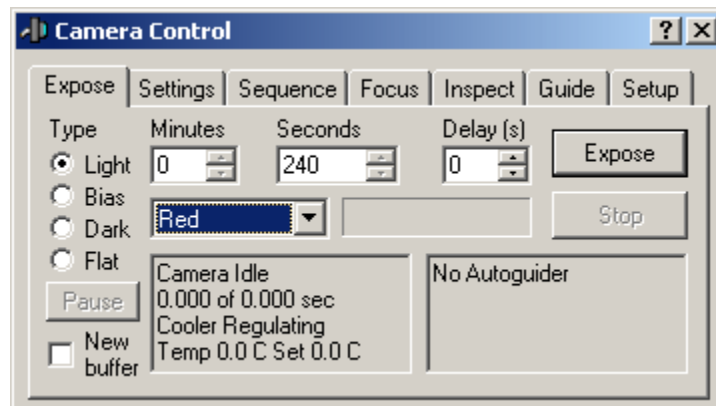 Camera Control
Expose Settings Sequence Focus Inspect Guide Setup
Type Minutes Seconds Delay (s)
Light 0 240 0 Expose
Bias
Red Stop
Dark
Flat
Camera Idle No Autoguider
0.000 of 0.000 sec
Pause
Cooler Regulating
Temp 0.0 C Set 0.0 C
New
buffer